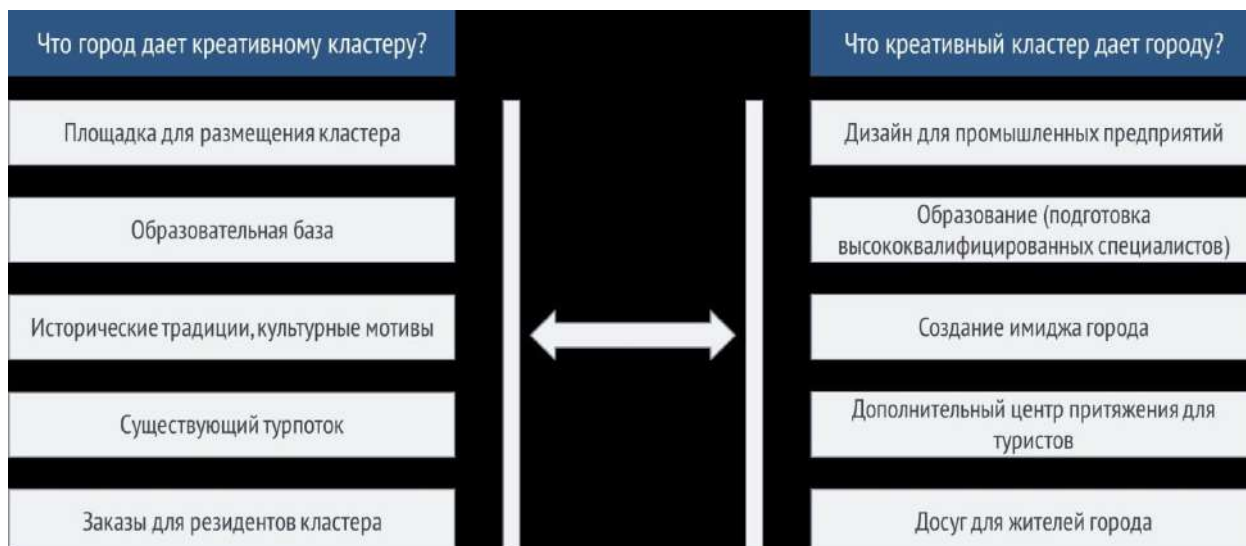 Что город дает креативному кластеру?
Площадка для размещения кластера
Образовательная база
Исторические традиции, культурные мотивы
Существующий турпоток
Заказы для резидентов кластера
Что креативный кластер дает городу?
Дизайн для промышленных предприятий
Образование (подготовка
высококвалифицированных специалистов)
Создание имиджа города
Дополнительный центр притяжения для
туристов
Досуг для жителей города